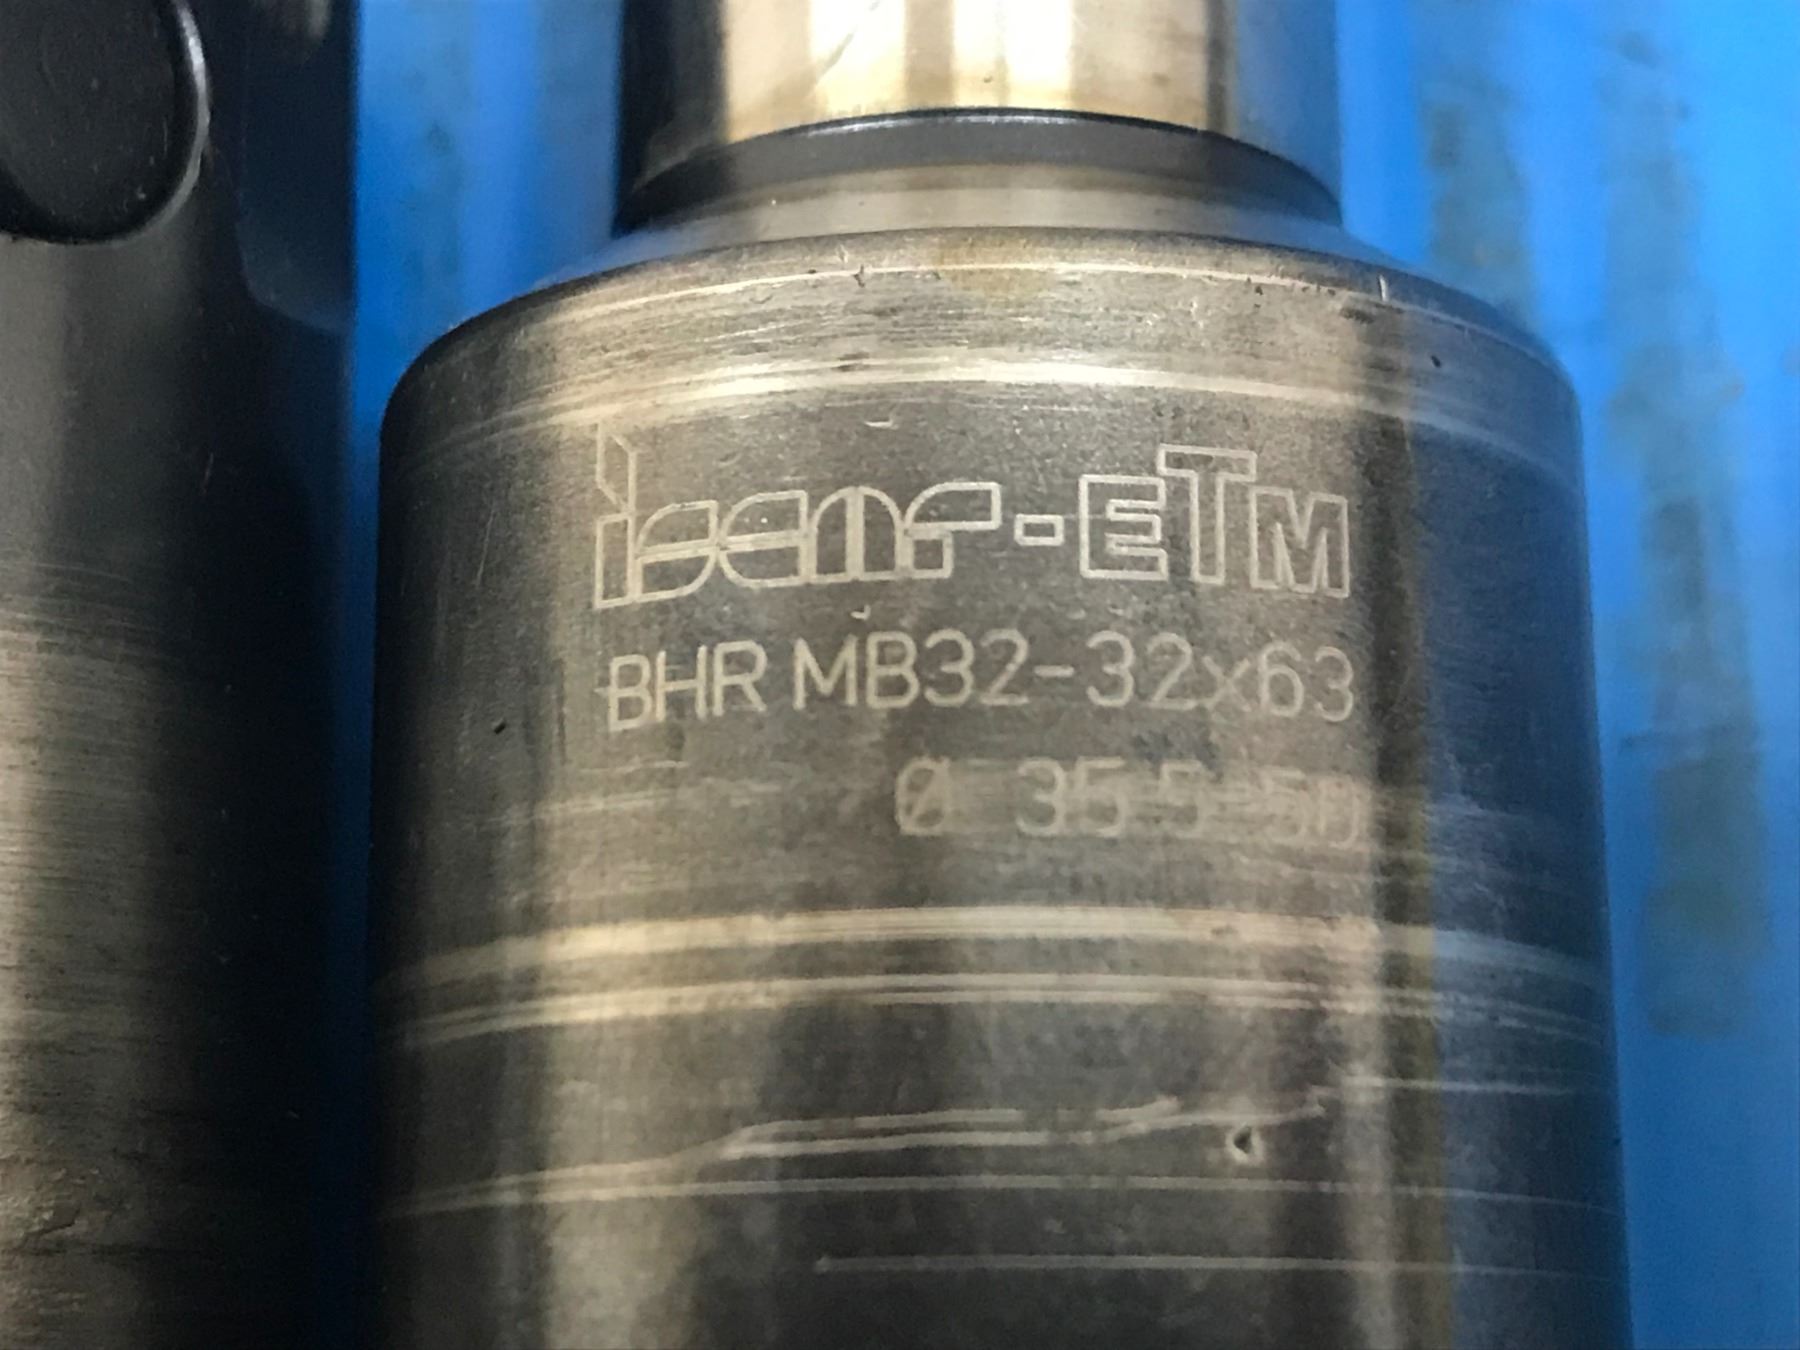 iscar-ETM
BHR MB32-32x63
Ø 35.5-50